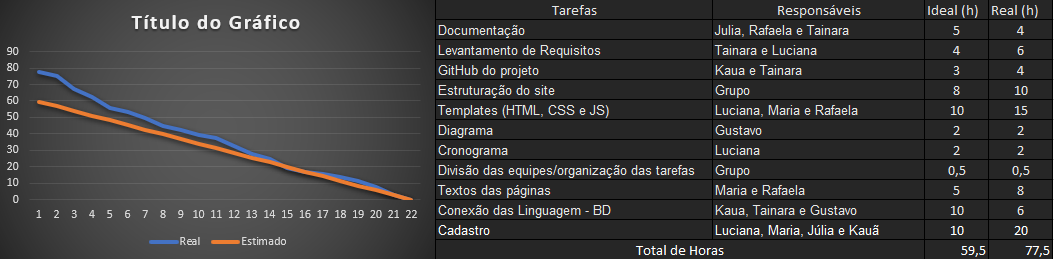 Título do Gráfico
90
80
70
60
50
40
30
20
10
0
1 2 3 4 5 6 7 8 9 10 11 12 13 14 15 16 17 18 19 20 21 22
Real Estimado
Tarefas Responsáveis Ideal (h) Real (h)
Documentação Julia, Rafaela e Tainara 5 4
Levantamento de Requisitos Tainara e Luciana 4 6
GitHub do projeto Kaua e Tainara 3 4
Estruturação do site Grupo 8 10
Templates (HTML, CSS e JS) Luciana, Maria e Rafaela 10 15
Diagrama Gustavo 2 2
Cronograma Luciana 2 2
Divisão das equipes/organização das tarefas Grupo 0,5 0,5
Textos das páginas Maria e Rafaela 5 8
Conexão das Linguagem - BD Kaua, Tainara e Gustavo 10 6
Cadastro Luciana, Maria, Júlia e Kauã 10 20
Total de Horas 59,5 77,5